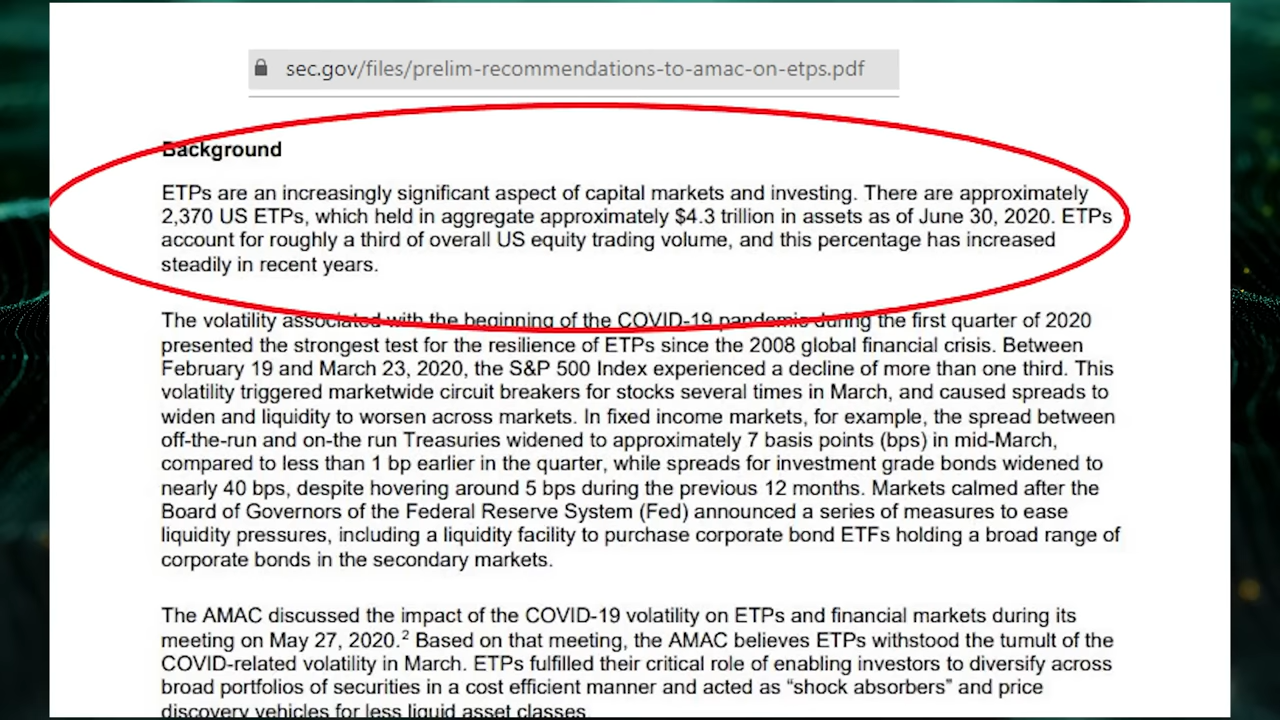 sec.gov/files/prelim-recommendations-to-amac-on-etps.pdf
Background
ETPs are an increasingly significant aspect of capital markets and investing. There are approximately
2,370 US ETPs, which held in aggregate approximately $4.3 trillion in assets as of June 30, 2020. ETPs
account for roughly a third of overall US equity trading volume, and this percentage has increased
steadily in recent years.
The volatility associated with the beginning of the COVID-19 pandemic during the first quarter of 2020
presented the strongest test for the resilience of ETPs since the 2008 global financial crisis. Between
February 19 and March 23, 2020, the S&P 500 Index experienced a decline of more than one third. This
volatility triggered marketwide circuit breakers for stocks several times in March, and caused spreads to
widen and liquidity to worsen across markets. In fixed income markets, for example, the spread between
off-the-run and on-the run Treasuries widened to approximately 7 basis points (bps) in mid-March,
compared to less than 1 bp earlier in the quarter, while spreads for investment grade bonds widened to
nearly 40 bps, despite hovering around 5 bps during the previous 12 months. Markets calmed after the
Board of Governors of the Federal Reserve System (Fed) announced a series of measures to ease
liquidity pressures, including a liquidity facility to purchase corporate bond ETFs holding a broad range of
corporate bonds in the secondary markets.
The AMAC discussed the impact of the COVID-19 volatility on ETPs and financial markets during its
meeting on May 27, 2020.² Based on that meeting, the AMAC believes ETPs withstood the tumult of the
COVID-related volatility in March. ETPs fulfilled their critical role of enabling investors to diversify across
broad portfolios of securities in a cost efficient manner and acted as “shock absorbers” and price
discovery vehicles for less liquid asset classes.